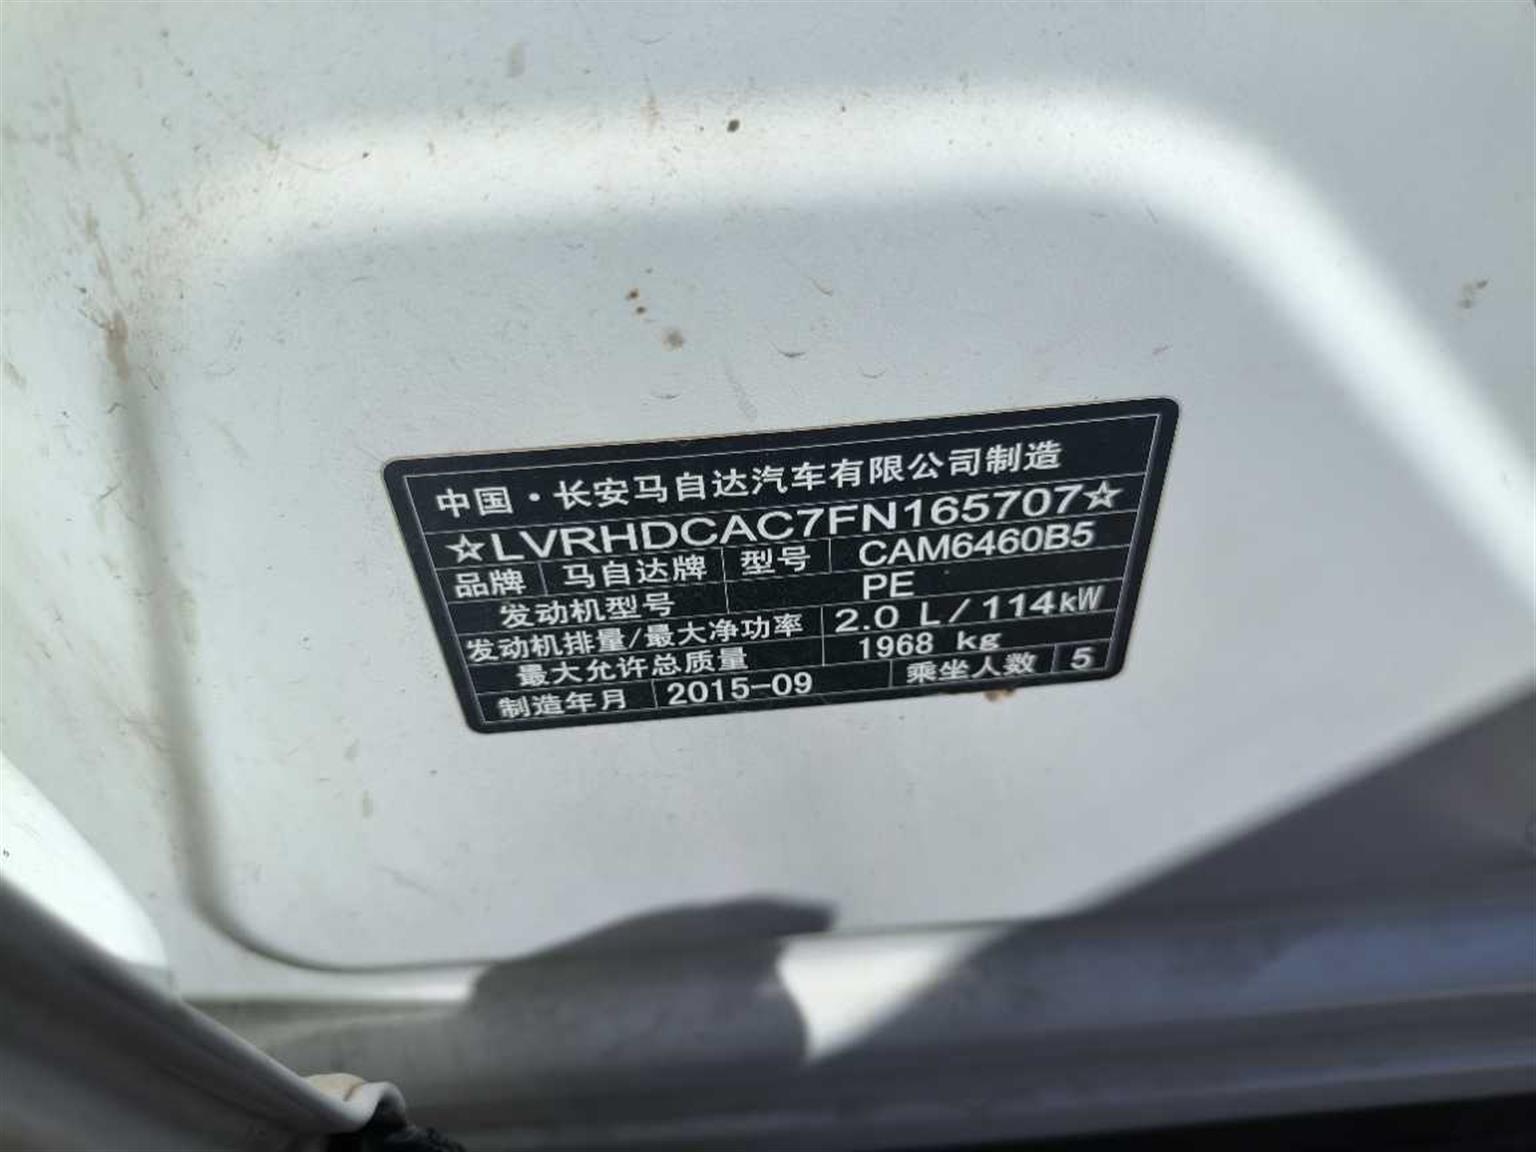 中国·长安马自达汽车有限公司制造
☆LVRHDCAC7FN165707☆
品牌 马自达牌 型号 CAM6460B5
发动机型号 PE
发动机排量/最大净功率 2.0 L/114kW
最大允许总质量 1968 kg
制造年月 2015-09 乘坐人数 5